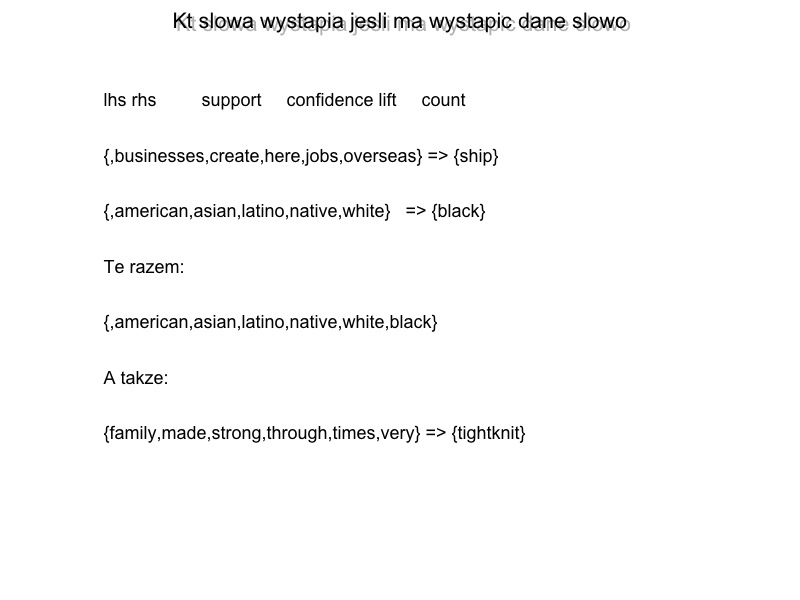 Kt slowa wystapia jesli ma wystapic dane slowo
lhs rhs support confidence lift count
{,businesses,create,here,jobs,overseas} => {ship}
{,american,asian,latino,native,white} => {black}
Te razem:
{,american,asian,latino,native,white,black}
A takze:
{family,made,strong,through,times,very} => {tightknit}